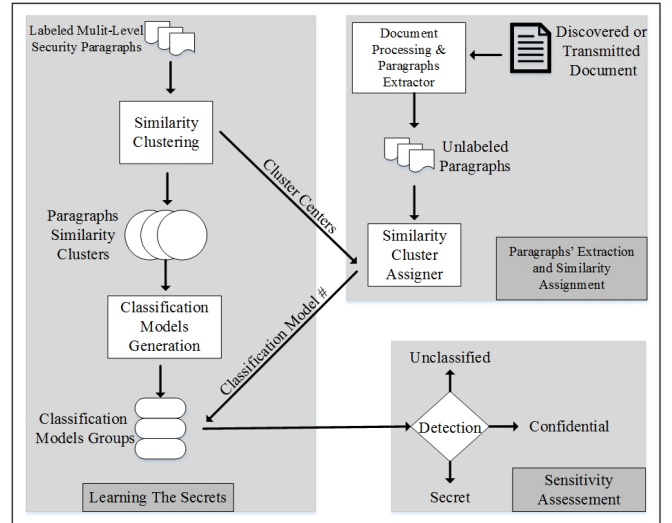 Labeled Mulit-Level
Security Paragraphs
Similarity
Clustering
Paragraphs
Similarity
Clusters
Classification
Models
Generation
Classification
Models Groups
Learning The Secrets
Cluster Centers
Classification Model #
Document
Processing &
Paragraphs
Extractor
Discovered or
Transmitted
Document
Unlabeled
Paragraphs
Similarity
Cluster
Assigner
Paragraphs' Extraction
and Similarity
Assignment
Unclassified
Detection
Confidential
Secret
Sensitivity
Assessement